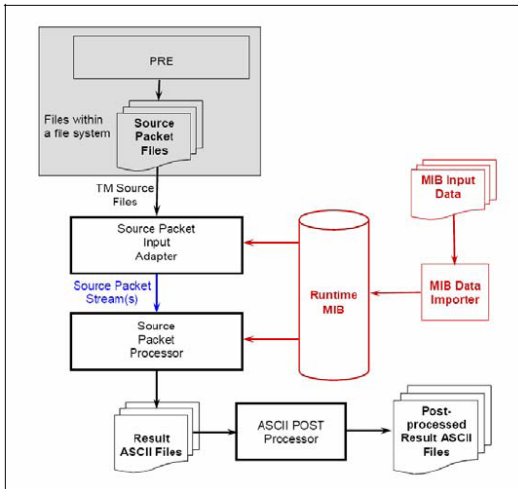 PRE
Files within
a file system
Source
Packet
Files
TM Source
Files
MIB Input
Data
Source Packet
Input
Adapter
Runtime
MIB
MIB Data
Importer
Source Packet
Stream(s)
Source
Packet
Processor
Result
ASCII Files
ASCII POST
Processor
Post-
processed
Result ASCII
Files